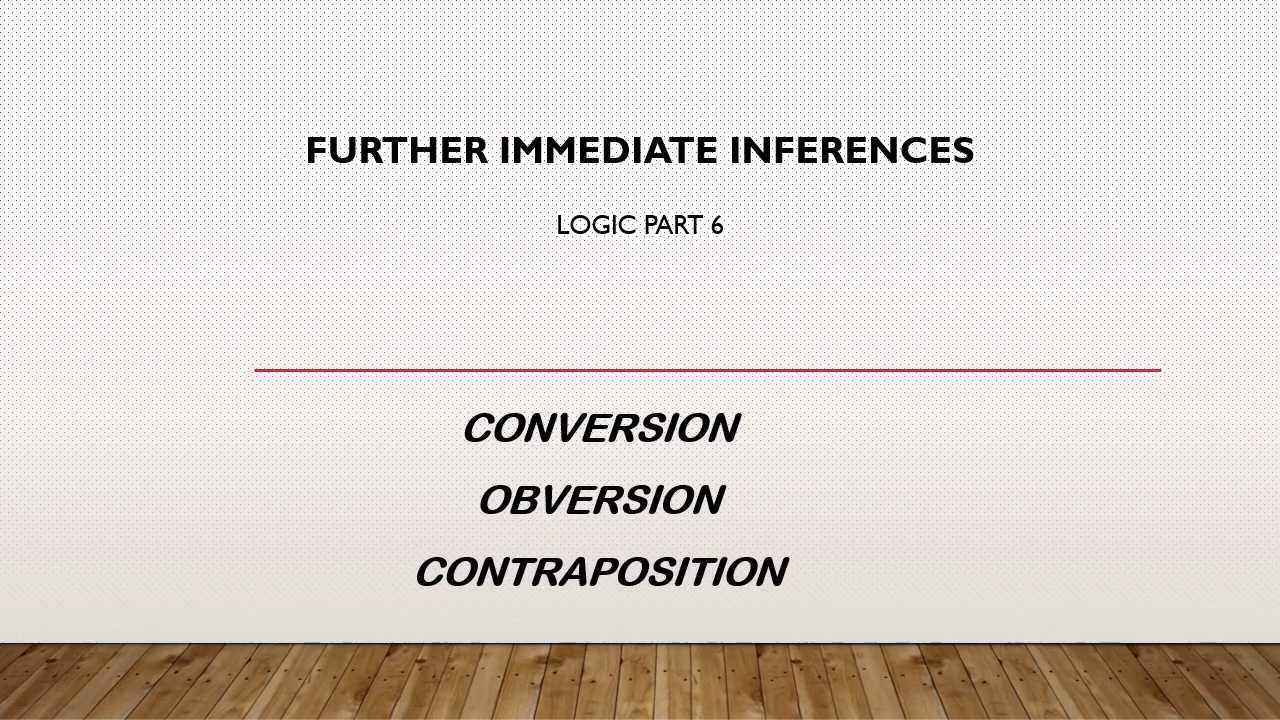 FURTHER IMMEDIATE INFERENCES
LOGIC PART 6
CONVERSION
OBVERSION
CONTRAPOSITION